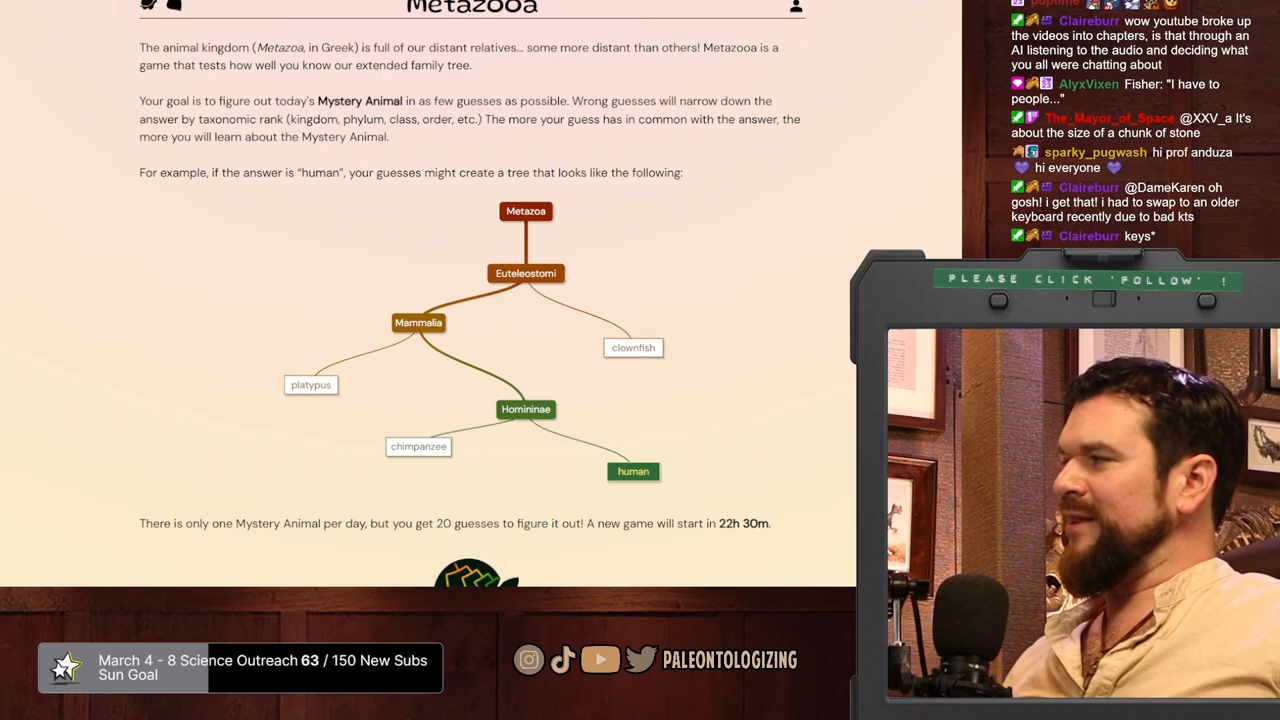 Metazooa
The animal kingdom (Metazoa, in Greek) is full of our distant relatives... some more distant than others! Metazooa is a
game that tests how well you know our extended family tree.
Your goal is to figure out today's Mystery Animal in as few guesses as possible. Wrong guesses will narrow down the
answer by taxonomic rank (kingdom, phylum, class, order, etc.) The more your guess has in common with the answer, the
more you will learn about the Mystery Animal.
For example, if the answer is “human”, your guesses might create a tree that looks like the following:
Metazoa
Euteleostomi
Mammalia
clownfish
platypus
Homininae
chimpanzee
human
There is only one Mystery Animal per day, but you get 20 guesses to figure it out! A new game will start in 22h 30m.
puptime
Claireburr wow youtube broke up
the videos into chapters, is that through an
AI listening to the audio and deciding what
you all were chatting about
AlyxVixen Fisher: "I have to
people..."
The_Mayor_of_Space @XXV_a It's
about the size of a chunk of stone
sparky_pugwash hi prof anduza
hi everyone
Claireburr @DameKaren oh
gosh! i get that! i had to swap to an older
keyboard recently due to bad kts
Claireburr keys*
PLEASE CLICK 'FOLLOW' !
March 4 - 8 Science Outreach 63 / 150 New Subs
Sun Goal
PALEONTOLOGIZING